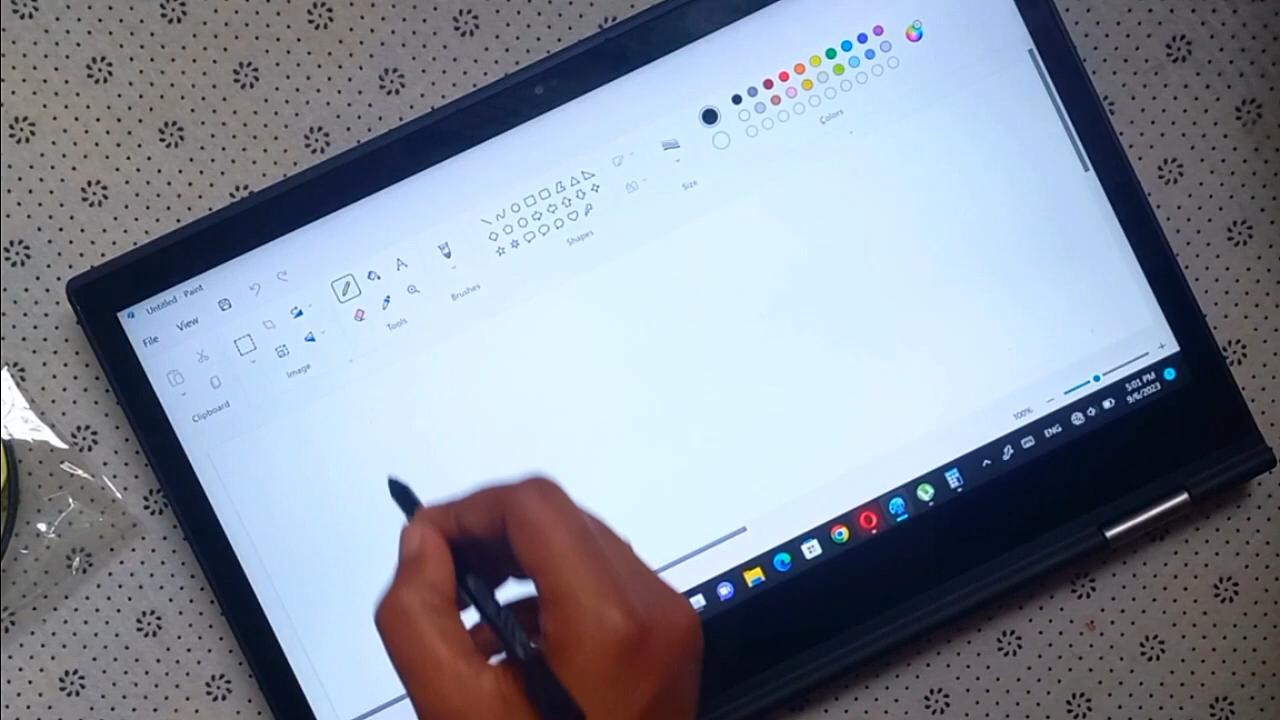 Untitled - Paint
File View
Clipboard
Image
Tools
Brushes
Shapes
Size
Colors
100%
ENG
5:01 PM
9/6/2023